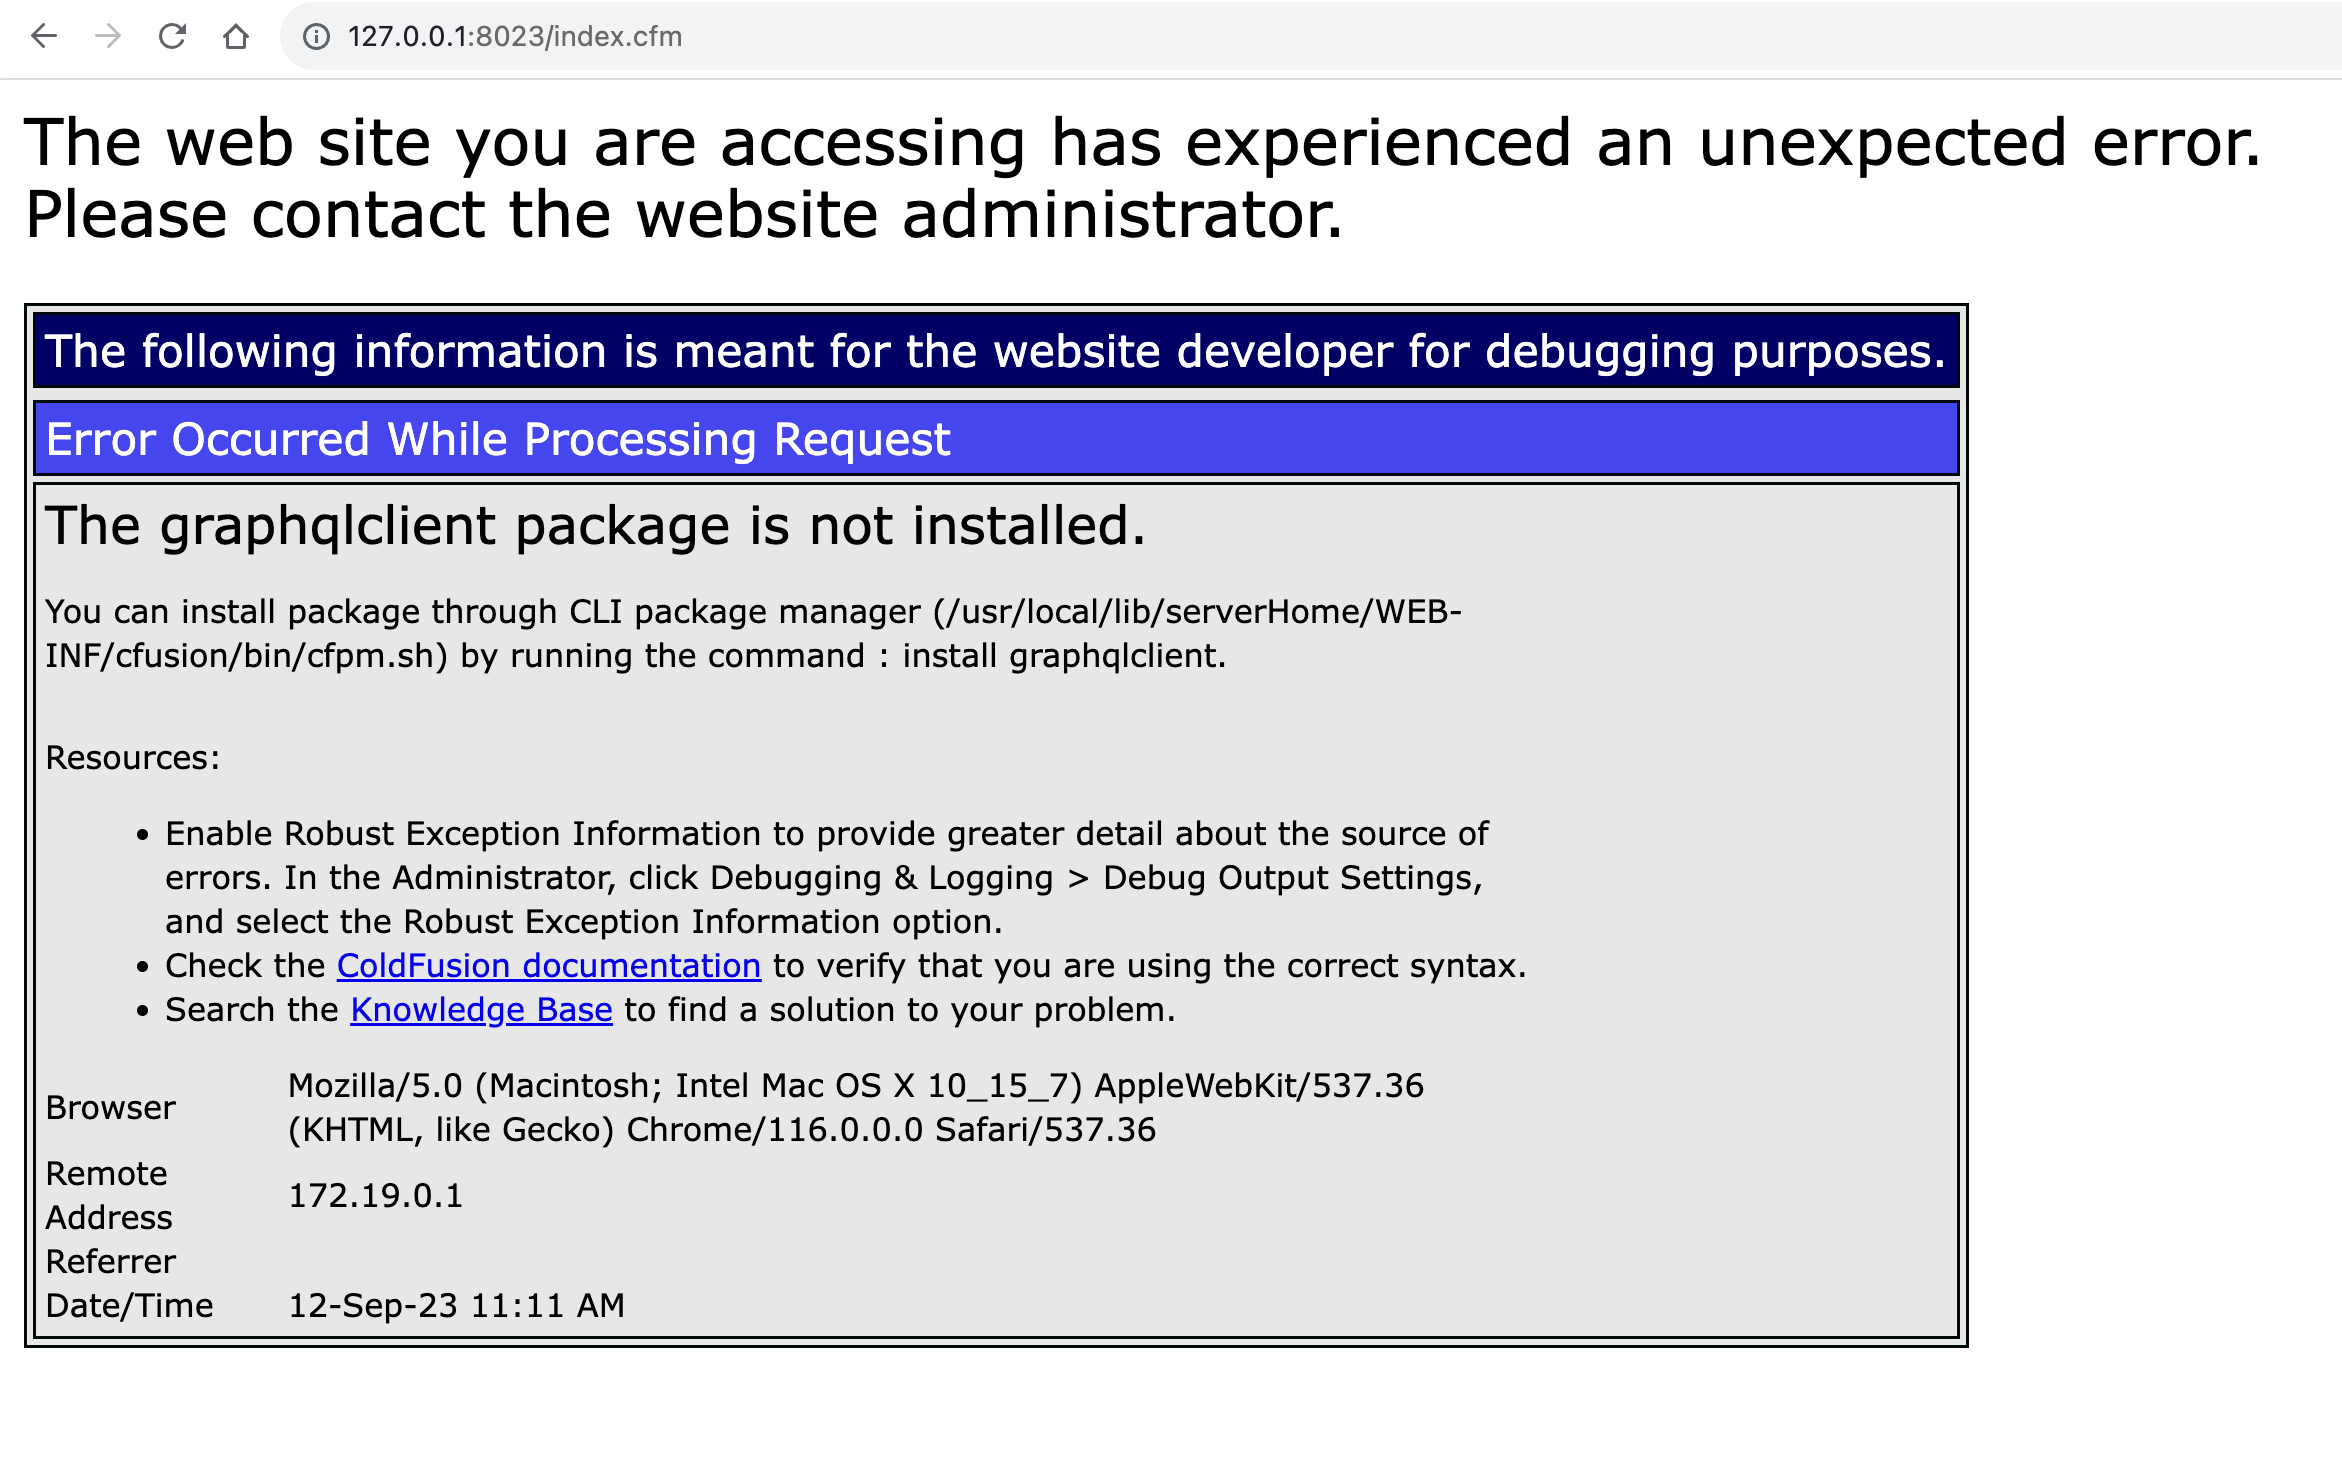 127.0.0.1:8023/index.cfm
The web site you are accessing has experienced an unexpected error.
Please contact the website administrator.
The following information is meant for the website developer for debugging purposes.
Error Occurred While Processing Request
The graphqlclient package is not installed.
You can install package through CLI package manager (/usr/local/lib/serverHome/WEB-
INF/cfusion/bin/cfpm.sh) by running the command : install graphqlclient.
Resources:
• Enable Robust Exception Information to provide greater detail about the source of
errors. In the Administrator, click Debugging & Logging > Debug Output Settings,
and select the Robust Exception Information option.
• Check the ColdFusion documentation to verify that you are using the correct syntax.
• Search the Knowledge Base to find a solution to your problem.
Browser Mozilla/5.0 (Macintosh; Intel Mac OS X 10_15_7) AppleWebKit/537.36
(KHTML, like Gecko) Chrome/116.0.0.0 Safari/537.36
Remote
Address 172.19.0.1
Referrer
Date/Time 12-Sep-23 11:11 AM